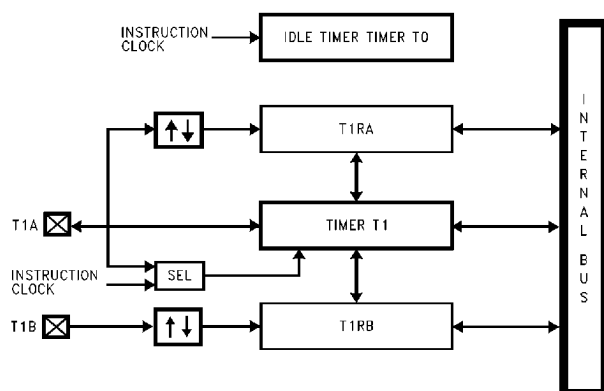 INSTRUCTION
CLOCK
IDLE TIMER TIMER T0
T1RA
T1A
TIMER T1
INSTRUCTION
CLOCK
SEL
T1B
T1RB
INTERNAL BUS